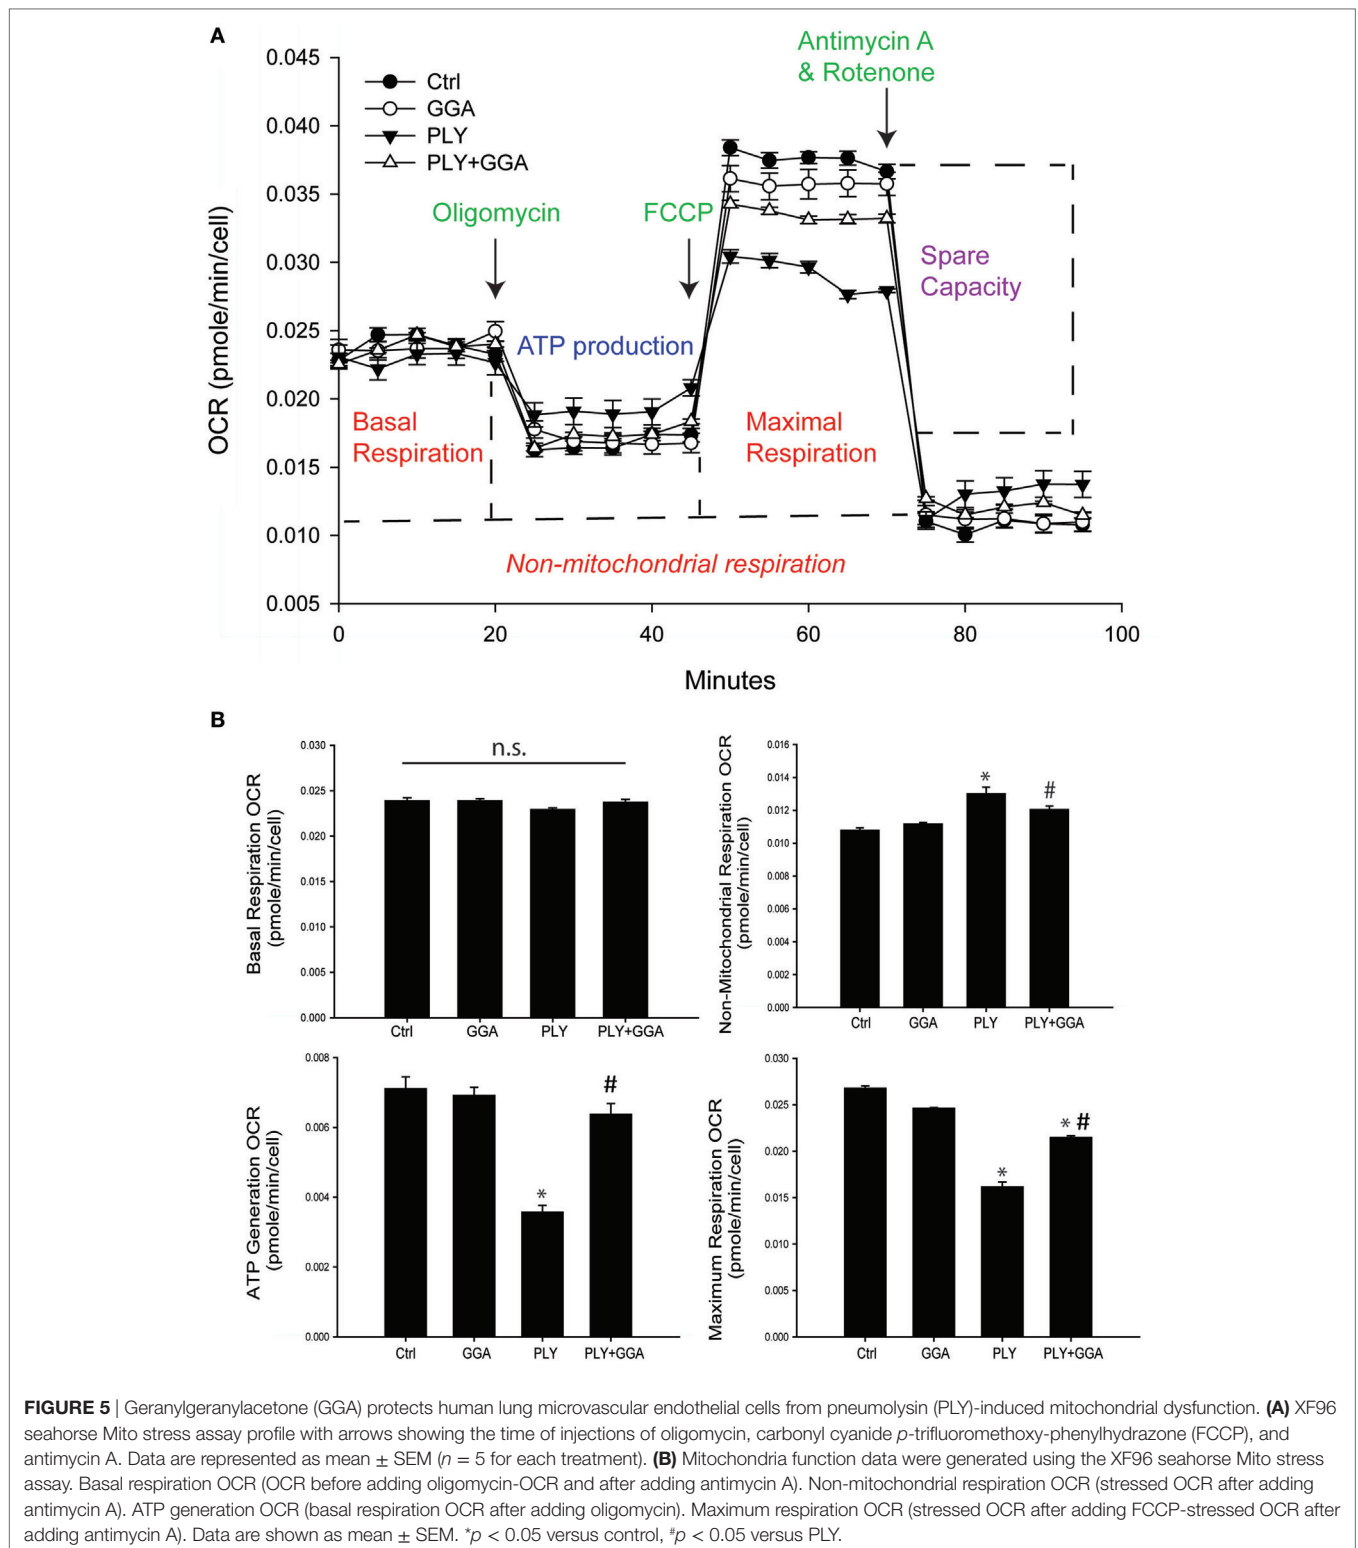 A
Antimycin A
& Rotenone
0.045
0.040
0.035
0.030
0.025
0.020
0.015
0.010
0.005
OCR (pmole/min/cell)
Ctrl
GGA
PLY
PLY+GGA
Oligomycin
FCCP
Spare
Capacity
ATP production
Basal
Respiration
Maximal
Respiration
Non-mitochondrial respiration
0
20
40
60
80
100
Minutes
B
Basal Respiration OCR
(pmole/min/cell)
0.030
0.025
0.020
0.015
0.010
0.005
0.000
n.s.
Ctrl
GGA
PLY
PLY+GGA
Non-Mitochondrial Respiration OCR
(pmole/min/cell)
0.016
0.014
0.012
0.010
0.008
0.006
0.004
0.002
0.000
*
#
Ctrl
GGA
PLY
PLY+GGA
ATP Generation OCR
(pmole/min/cell)
0.008
0.006
0.004
0.002
0.000
*
#
Ctrl
GGA
PLY
PLY+GGA
Maximum Respiration OCR
(pmole/min/cell)
0.030
0.025
0.020
0.015
0.010
0.005
0.000
*
* #
Ctrl
GGA
PLY
PLY+GGA
FIGURE 5 | Geranylgeranylacetone (GGA) protects human lung microvascular endothelial cells from pneumolysin (PLY)-induced mitochondrial dysfunction. (A) XF96
seahorse Mito stress assay profile with arrows showing the time of injections of oligomycin, carbonyl cyanide p-trifluoromethoxy-phenylhydrazone (FCCP), and
antimycin A. Data are represented as mean ± SEM (n = 5 for each treatment). (B) Mitochondria function data were generated using the XF96 seahorse Mito stress
assay. Basal respiration OCR (OCR before adding oligomycin-OCR and after adding antimycin A). Non-mitochondrial respiration OCR (stressed OCR after adding
antimycin A). ATP generation OCR (basal respiration OCR after adding oligomycin). Maximum respiration OCR (stressed OCR after adding FCCP-stressed OCR after
adding antimycin A). Data are shown as mean ± SEM. *p < 0.05 versus control, #p < 0.05 versus PLY.